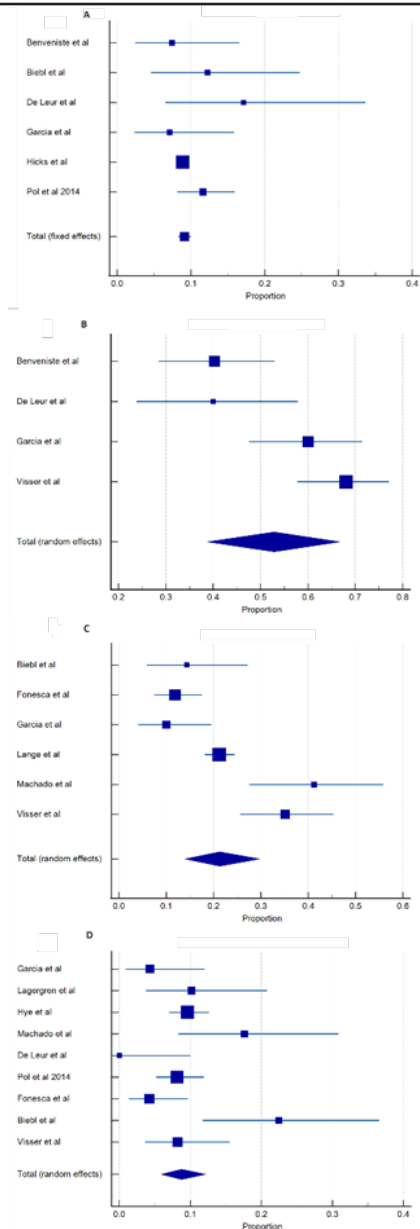 A
Benveniste et al
Biebl et al
De Leur et al
Garcia et al
Hicks et al
Pol et al 2014
Total (fixed effects)
0.0 0.1 0.2 0.3 0.4
Proportion
B
Benveniste et al
De Leur et al
Garcia et al
Visser et al
Total (random effects)
0.2 0.3 0.4 0.5 0.6 0.7 0.8
Proportion
C
Biebl et al
Fonesca et al
Garcia et al
Lange et al
Machado et al
Visser et al
Total (random effects)
0.0 0.1 0.2 0.3 0.4 0.5 0.6
Proportion
D
Garcia et al
Lagergron et al
Hye et al
Machado et al
De Leur et al
Pol et al 2014
Fonesca et al
Biebl et al
Visser et al
Total (random effects)
0.0 0.2 0.4
Proportion